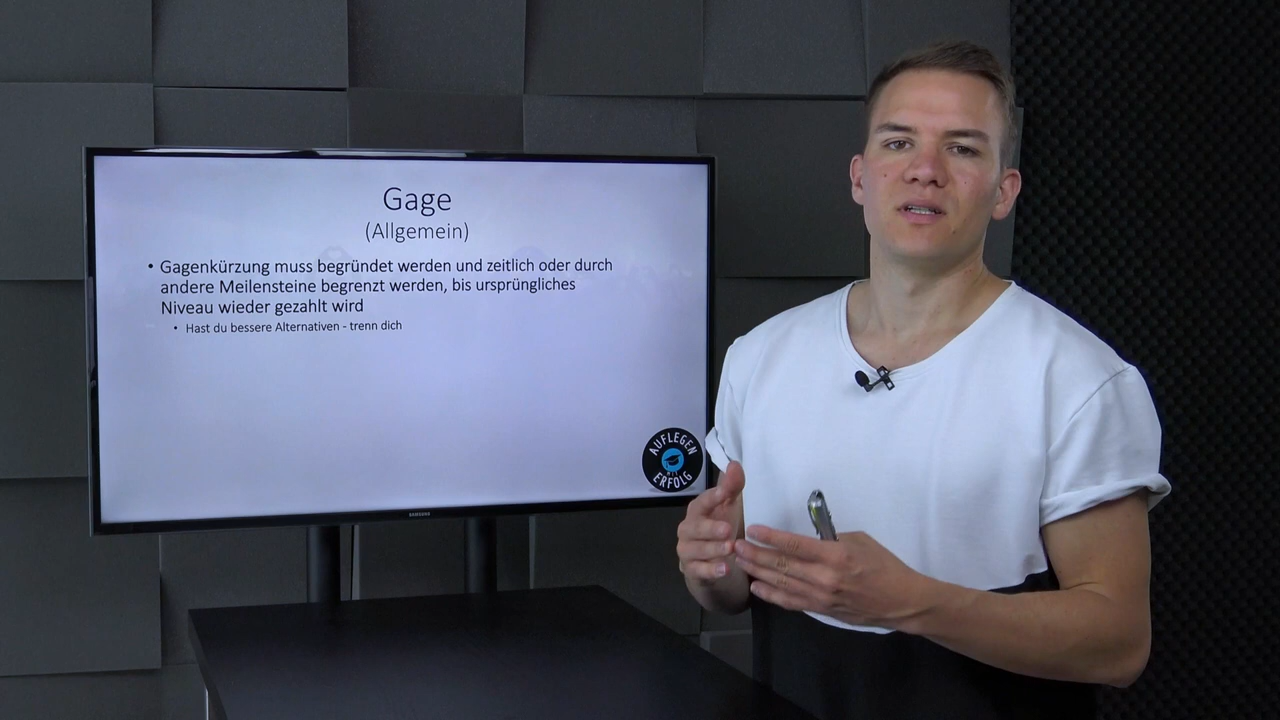 Gage
(Allgemein)
• Gagenkürzung muss begründet werden und zeitlich oder durch
andere Meilensteine begrenzt werden, bis ursprüngliches
Niveau wieder gezahlt wird
• Hast du bessere Alternativen - trenn dich
AUFLEGEN
MIT
ERFOLG
SAMSUNG